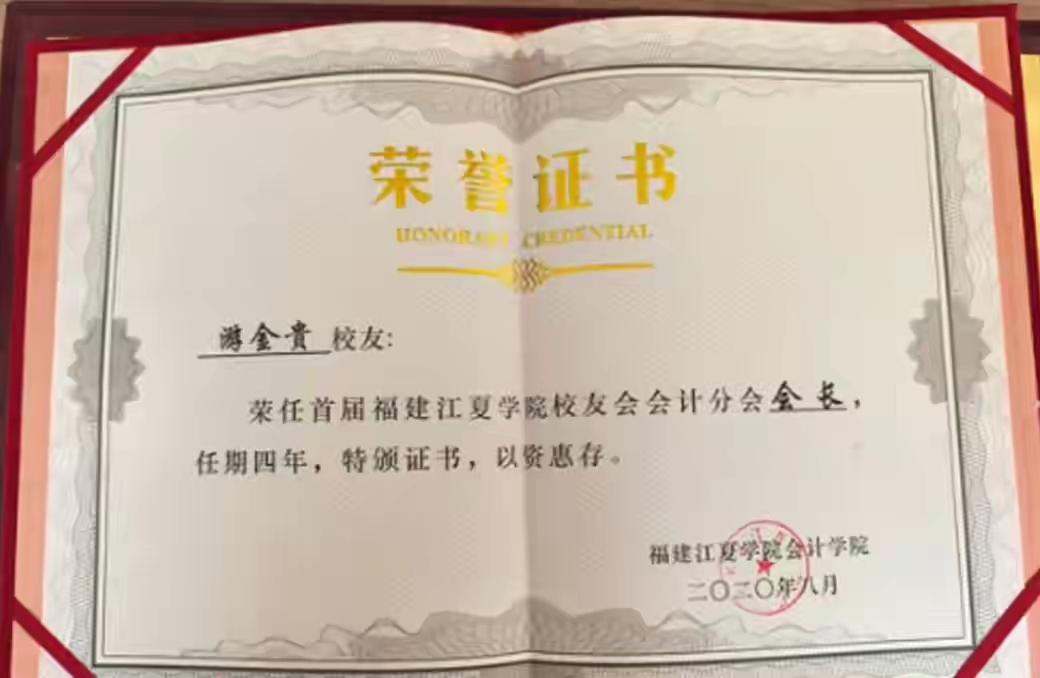 荣誉证书
HONORARY CREDENTIAL
游金贵 校友:
荣任首届福建江夏学院校友会会计分会会长，
任期四年，特颁证书，以资惠存。
福建江夏学院会计学院
二〇二〇年八月